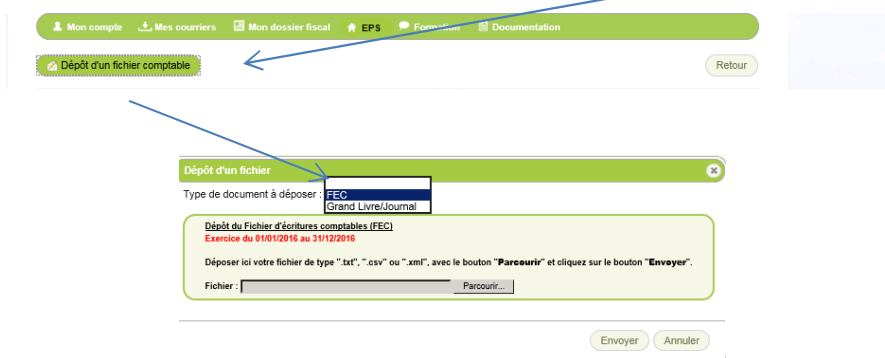 Mon compte Mes courriers Mon dossier fiscal EPS Formation Documentation
Dépôt d'un fichier comptable Retour
Dépôt d'un fichier
Type de document à déposer :
FEC
Grand Livre/Journal
Dépôt du Fichier d'écritures comptables (FEC)
Exercice du 01/01/2016 au 31/12/2016
Déposer ici votre fichier de type ".txt", ".csv" ou ".xml", avec le bouton "Parcourir" et cliquez sur le bouton "Envoyer".
Fichier : Parcourir...
Envoyer Annuler